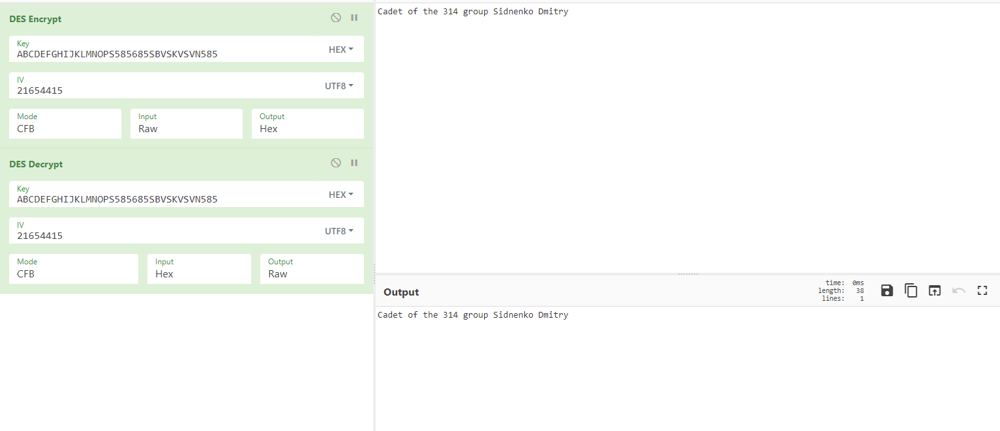 DES Encrypt
Key
ABCDEFGHIJKLMNOPS585685SBVSKVSVN585
HEX
IV
21654415
UTF8
Mode
CFB
Input
Raw
Output
Hex
DES Decrypt
Key
ABCDEFGHIJKLMNOPS585685SBVSKVSVN585
HEX
IV
21654415
UTF8
Mode
CFB
Input
Hex
Output
Raw
Cadet of the 314 group Sidnenko Dmitry
Output
time: 0ms
length: 38
lines: 1
Cadet of the 314 group Sidnenko Dmitry